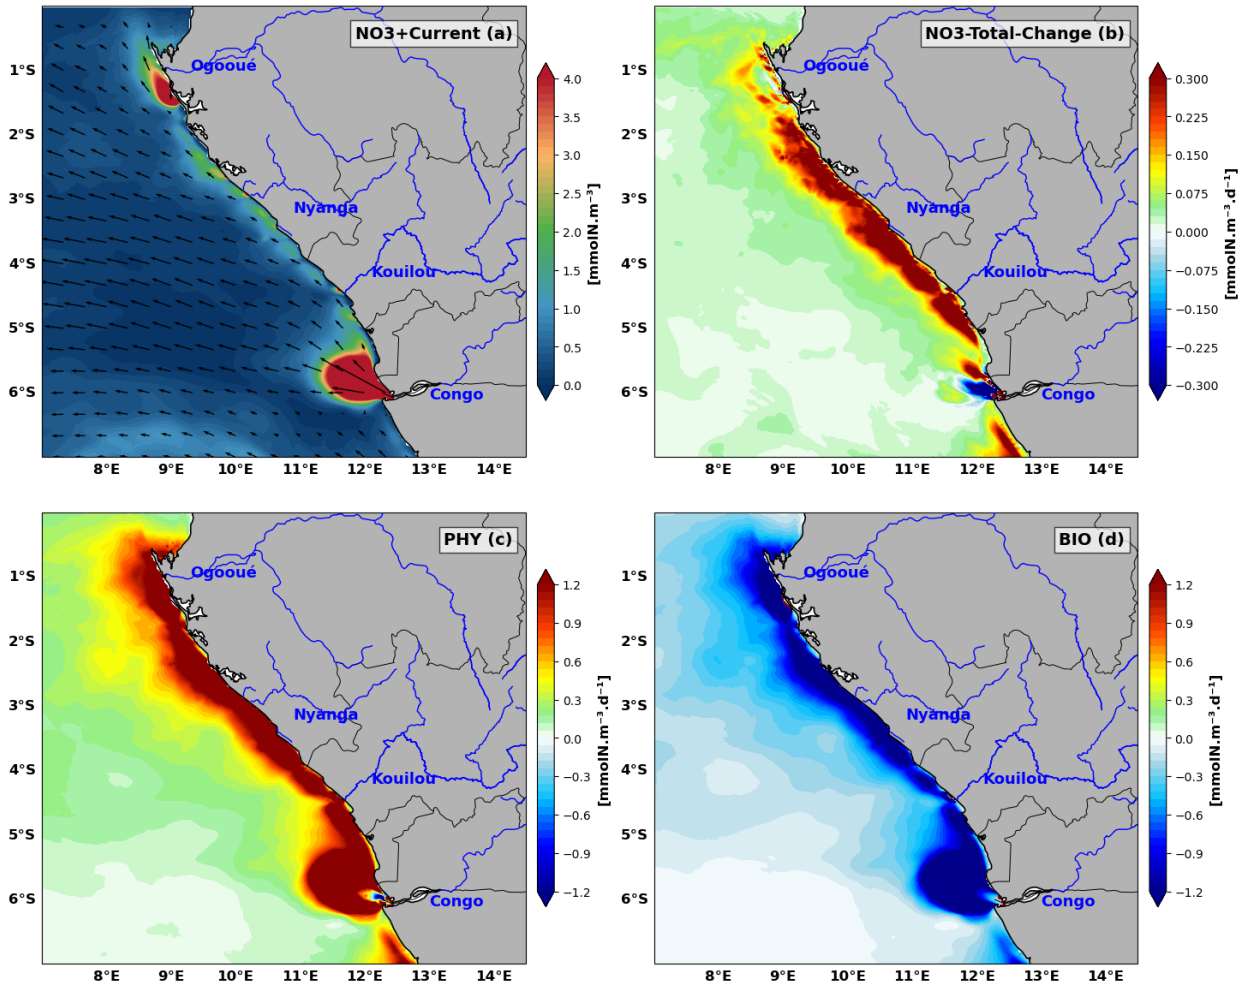 NO3+Current (a)
Ogooué
Nyanga
Kouilou
Congo
1°S
2°S
3°S
4°S
5°S
6°S
8°E 9°E 10°E 11°E 12°E 13°E 14°E
4.0
3.5
3.0
2.5
2.0
1.5
1.0
0.5
0.0
[mmolN.m⁻³]
NO3-Total-Change (b)
Ogooué
Nyanga
Kouilou
Congo
1°S
2°S
3°S
4°S
5°S
6°S
8°E 9°E 10°E 11°E 12°E 13°E 14°E
0.300
0.225
0.150
0.075
0.000
−0.075
−0.150
−0.225
−0.300
[mmolN.m⁻³.d⁻¹]
PHY (c)
Ogooué
Nyanga
Kouilou
Congo
1°S
2°S
3°S
4°S
5°S
6°S
8°E 9°E 10°E 11°E 12°E 13°E 14°E
1.2
0.9
0.6
0.3
0.0
−0.3
−0.6
−0.9
−1.2
[mmolN.m⁻³.d⁻¹]
BIO (d)
Ogooué
Nyanga
Kouilou
Congo
1°S
2°S
3°S
4°S
5°S
6°S
8°E 9°E 10°E 11°E 12°E 13°E 14°E
1.2
0.9
0.6
0.3
0.0
−0.3
−0.6
−0.9
−1.2
[mmolN.m⁻³.d⁻¹]